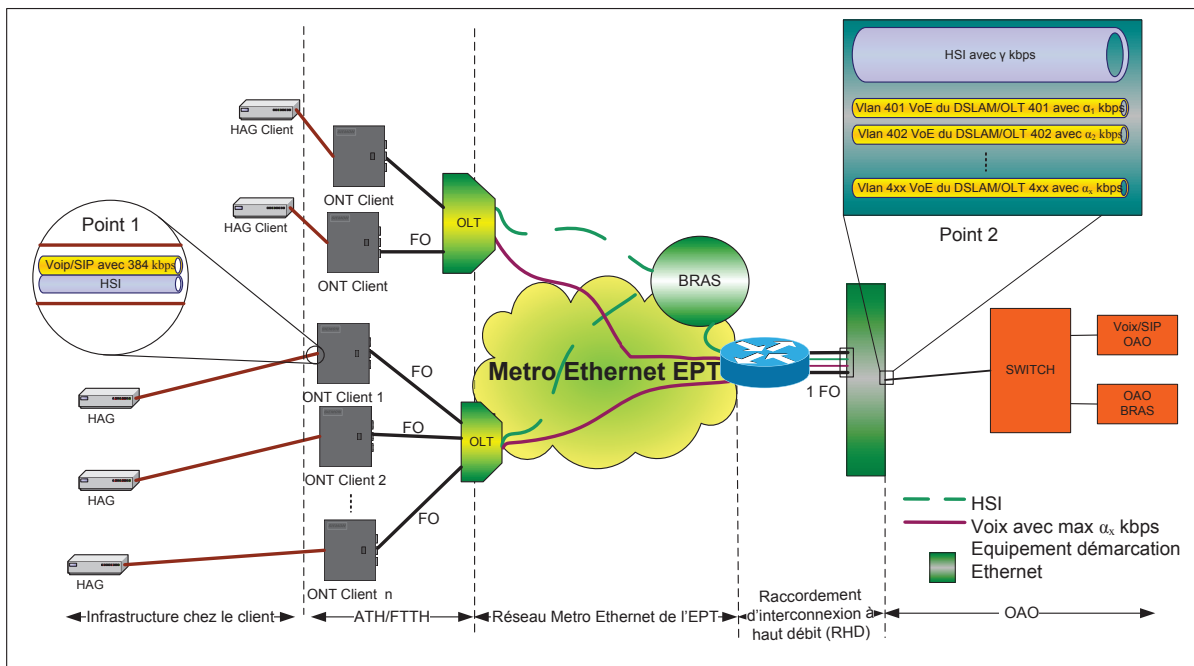 HSI avec γ kbps
Vlan 401 VoE du DSLAM/OLT 401 avec α₁ kbps
Vlan 402 VoE du DSLAM/OLT 402 avec α₂ kbps
Vlan 4xx VoE du DSLAM/OLT 4xx avec αₓ kbps
Point 2
HAG Client
ONT Client
HAG Client
ONT Client
FO
OLT
Point 1
Voip/SIP avec 384 kbps
HSI
BRAS
Metro Ethernet EPT
1 FO
SWITCH
Voix/SIP
OAO
OAO
BRAS
HAG
ONT Client 1
FO
OLT
HAG
ONT Client 2
FO
HAG
ONT Client n
FO
HSI
Voix avec max αₓ kbps
Equipement démarcation
Ethernet
Infrastructure chez le client
ATH/FTTH
Réseau Metro Ethernet de l'EPT
Raccordement
d'interconnexion à
haut débit (RHD)
OAO